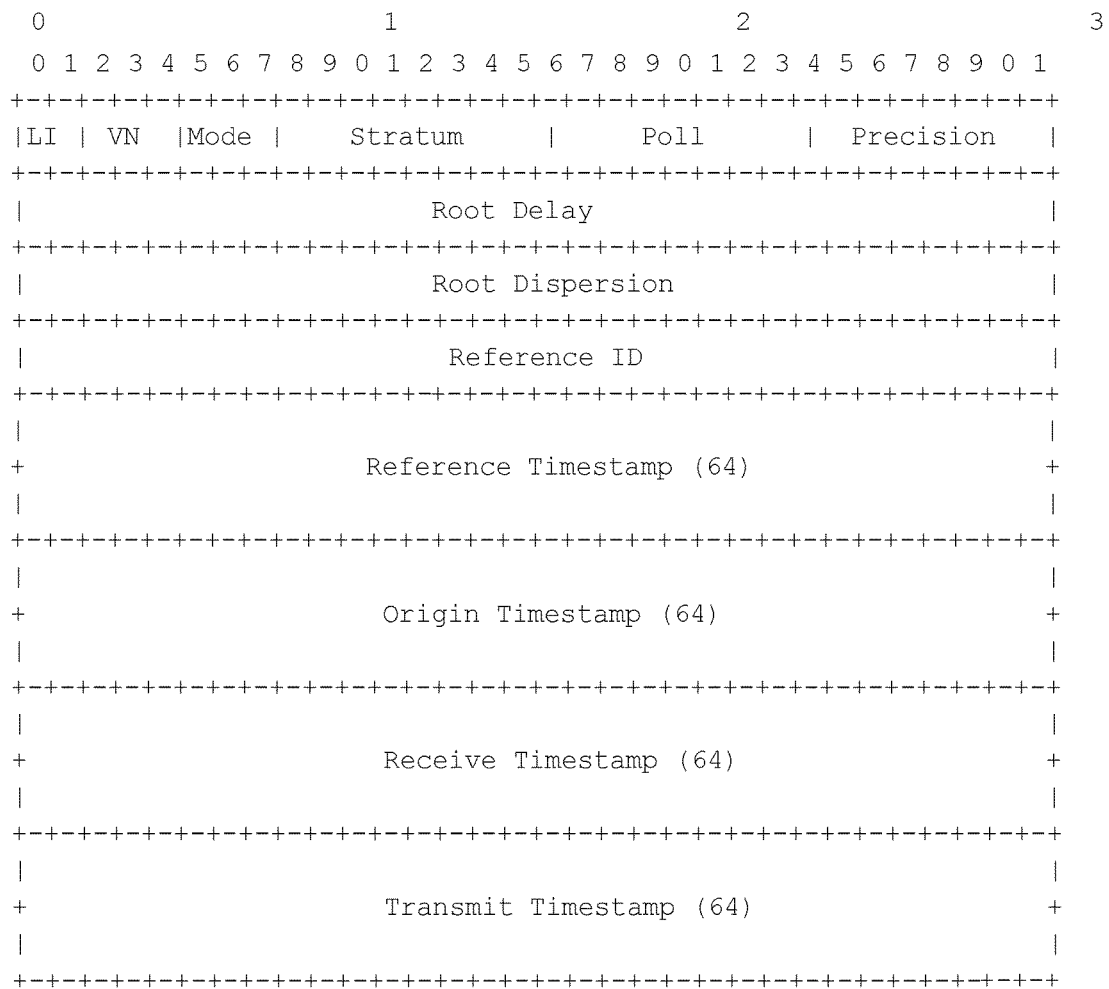 0                   1                   2                   3
0 1 2 3 4 5 6 7 8 9 0 1 2 3 4 5 6 7 8 9 0 1 2 3 4 5 6 7 8 9 0 1
+-+-+-+-+-+-+-+-+-+-+-+-+-+-+-+-+-+-+-+-+-+-+-+-+-+-+-+-+-+-+-+-+
|LI | VN  |Mode |    Stratum     |     Poll      |  Precision   |
+-+-+-+-+-+-+-+-+-+-+-+-+-+-+-+-+-+-+-+-+-+-+-+-+-+-+-+-+-+-+-+-+
|                         Root Delay                            |
+-+-+-+-+-+-+-+-+-+-+-+-+-+-+-+-+-+-+-+-+-+-+-+-+-+-+-+-+-+-+-+-+
|                         Root Dispersion                       |
+-+-+-+-+-+-+-+-+-+-+-+-+-+-+-+-+-+-+-+-+-+-+-+-+-+-+-+-+-+-+-+-+
|                          Reference ID                         |
+-+-+-+-+-+-+-+-+-+-+-+-+-+-+-+-+-+-+-+-+-+-+-+-+-+-+-+-+-+-+-+-+
|                                                               |
+                     Reference Timestamp (64)                  +
|                                                               |
+-+-+-+-+-+-+-+-+-+-+-+-+-+-+-+-+-+-+-+-+-+-+-+-+-+-+-+-+-+-+-+-+
|                                                               |
+                      Origin Timestamp (64)                    +
|                                                               |
+-+-+-+-+-+-+-+-+-+-+-+-+-+-+-+-+-+-+-+-+-+-+-+-+-+-+-+-+-+-+-+-+
|                                                               |
+                      Receive Timestamp (64)                   +
|                                                               |
+-+-+-+-+-+-+-+-+-+-+-+-+-+-+-+-+-+-+-+-+-+-+-+-+-+-+-+-+-+-+-+-+
|                                                               |
+                      Transmit Timestamp (64)                  +
|                                                               |
+-+-+-+-+-+-+-+-+-+-+-+-+-+-+-+-+-+-+-+-+-+-+-+-+-+-+-+-+-+-+-+-+